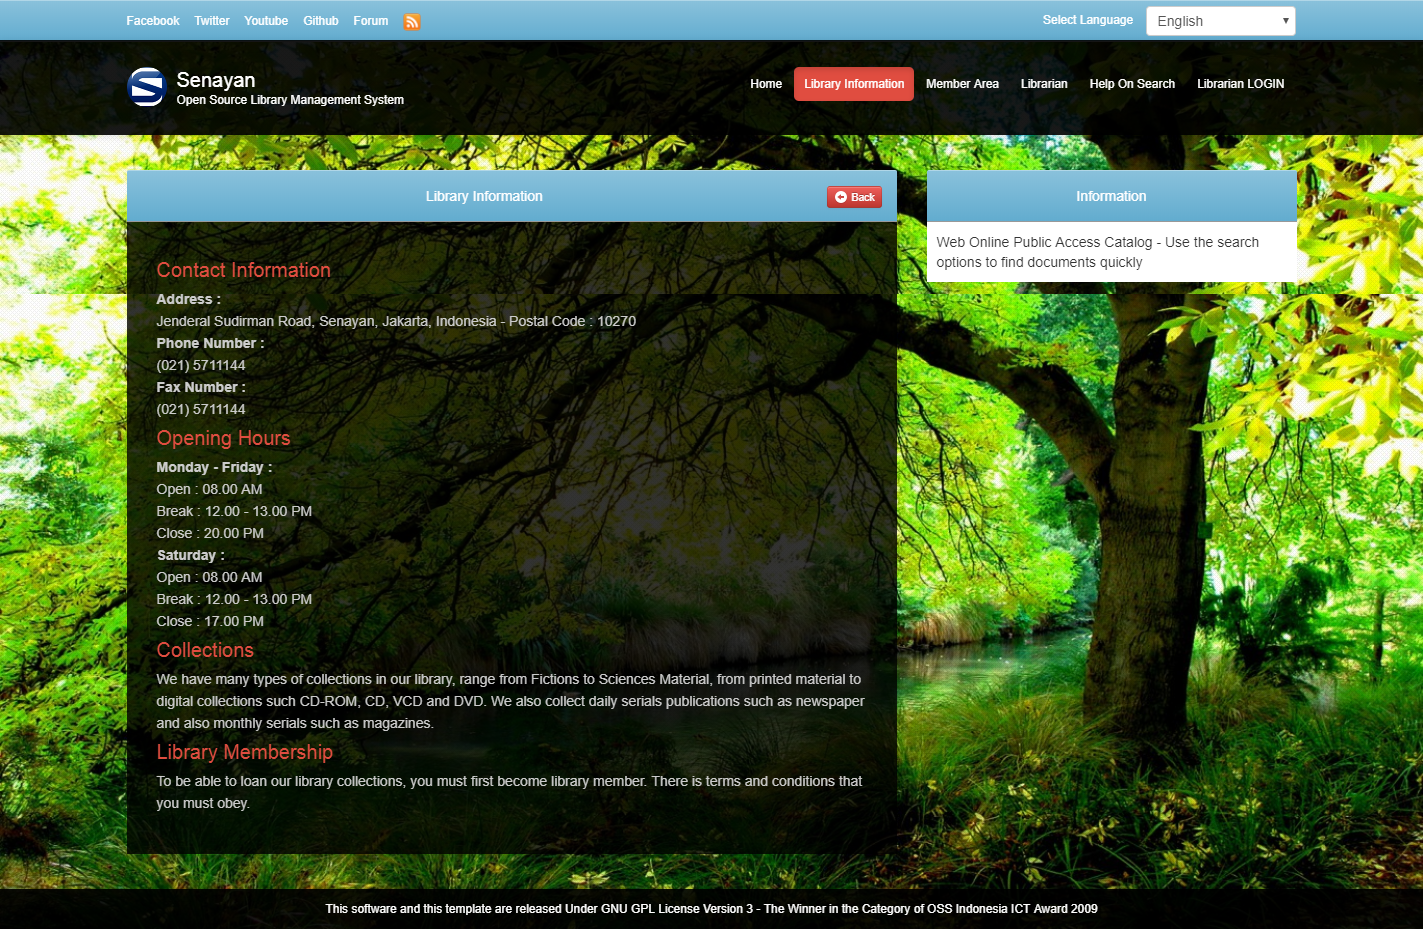 Facebook Twitter Youtube Github Forum
Select Language English
Senayan
Open Source Library Management System
Home Library Information Member Area Librarian Help On Search Librarian LOGIN
Library Information
Back
Contact Information
Address :
Jenderal Sudirman Road, Senayan, Jakarta, Indonesia - Postal Code : 10270
Phone Number :
(021) 5711144
Fax Number :
(021) 5711144
Opening Hours
Monday - Friday :
Open : 08.00 AM
Break : 12.00 - 13.00 PM
Close : 20.00 PM
Saturday :
Open : 08.00 AM
Break : 12.00 - 13.00 PM
Close : 17.00 PM
Collections
We have many types of collections in our library, range from Fictions to Sciences Material, from printed material to
digital collections such CD-ROM, CD, VCD and DVD. We also collect daily serials publications such as newspaper
and also monthly serials such as magazines.
Library Membership
To be able to loan our library collections, you must first become library member. There is terms and conditions that
you must obey.
Information
Web Online Public Access Catalog - Use the search
options to find documents quickly
This software and this template are released Under GNU GPL License Version 3 - The Winner in the Category of OSS Indonesia ICT Award 2009